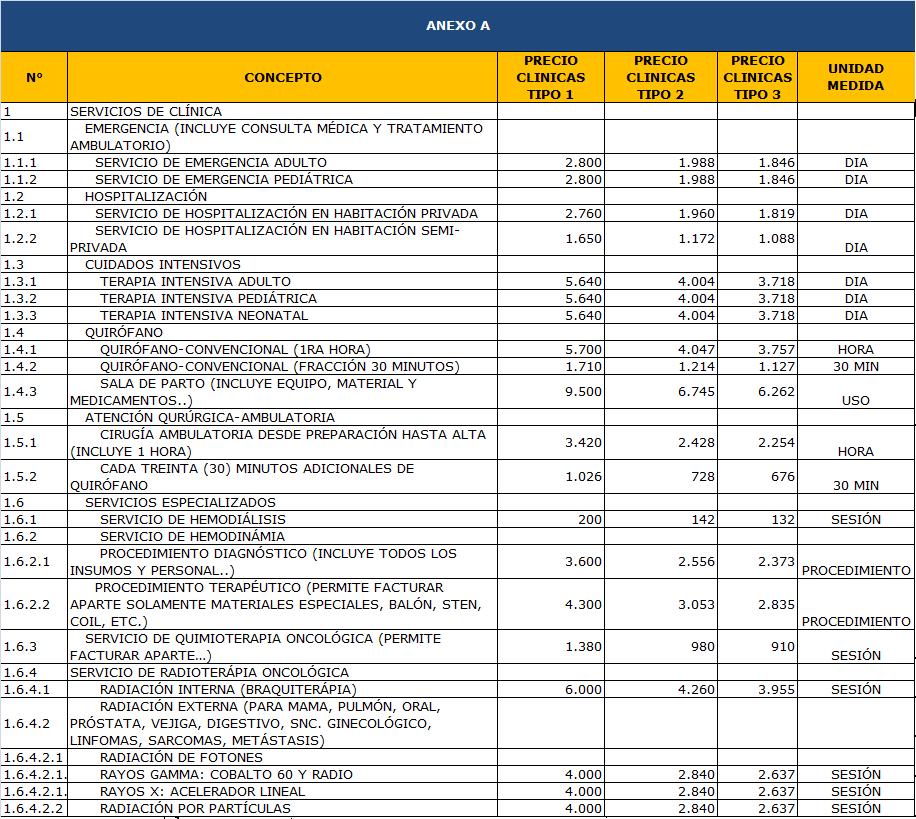 ANEXO A
N° CONCEPTO PRECIO CLINICAS TIPO 1 PRECIO CLINICAS TIPO 2 PRECIO CLINICAS TIPO 3 UNIDAD MEDIDA
1 SERVICIOS DE CLÍNICA
1.1 EMERGENCIA (INCLUYE CONSULTA MÉDICA Y TRATAMIENTO
AMBULATORIO)
1.1.1 SERVICIO DE EMERGENCIA ADULTO 2.800 1.988 1.846 DIA
1.1.2 SERVICIO DE EMERGENCIA PEDIÁTRICA 2.800 1.988 1.846 DIA
1.2 HOSPITALIZACIÓN
1.2.1 SERVICIO DE HOSPITALIZACIÓN EN HABITACIÓN PRIVADA 2.760 1.960 1.819 DIA
1.2.2 SERVICIO DE HOSPITALIZACIÓN EN HABITACIÓN SEMI-
PRIVADA 1.650 1.172 1.088 DIA
1.3 CUIDADOS INTENSIVOS
1.3.1 TERAPIA INTENSIVA ADULTO 5.640 4.004 3.718 DIA
1.3.2 TERAPIA INTENSIVA PEDIÁTRICA 5.640 4.004 3.718 DIA
1.3.3 TERAPIA INTENSIVA NEONATAL 5.640 4.004 3.718 DIA
1.4 QUIRÓFANO
1.4.1 QUIRÓFANO-CONVENCIONAL (1RA HORA) 5.700 4.047 3.757 HORA
1.4.2 QUIRÓFANO-CONVENCIONAL (FRACCIÓN 30 MINUTOS) 1.710 1.214 1.127 30 MIN
1.4.3 SALA DE PARTO (INCLUYE EQUIPO, MATERIAL Y
MEDICAMENTOS..) 9.500 6.745 6.262 USO
1.5 ATENCIÓN QURÚRGICA-AMBULATORIA
1.5.1 CIRUGÍA AMBULATORIA DESDE PREPARACIÓN HASTA ALTA
(INCLUYE 1 HORA) 3.420 2.428 2.254 HORA
1.5.2 CADA TREINTA (30) MINUTOS ADICIONALES DE
QUIRÓFANO 1.026 728 676 30 MIN
1.6 SERVICIOS ESPECIALIZADOS
1.6.1 SERVICIO DE HEMODIÁLISIS 200 142 132 SESIÓN
1.6.2 SERVICIO DE HEMODINÁMIA
1.6.2.1 PROCEDIMIENTO DIAGNÓSTICO (INCLUYE TODOS LOS
INSUMOS Y PERSONAL..) 3.600 2.556 2.373 PROCEDIMIENTO
1.6.2.2 PROCEDIMIENTO TERAPÉUTICO (PERMITE FACTURAR
APARTE SOLAMENTE MATERIALES ESPECIALES, BALÓN, STEN,
COIL, ETC.) 4.300 3.053 2.835 PROCEDIMIENTO
1.6.3 SERVICIO DE QUIMIOTERAPIA ONCOLÓGICA (PERMITE
FACTURAR APARTE…) 1.380 980 910 SESIÓN
1.6.4 SERVICIO DE RADIOTERÁPIA ONCOLÓGICA
1.6.4.1 RADIACIÓN INTERNA (BRAQUITERÁPIA) 6.000 4.260 3.955 SESIÓN
1.6.4.2 RADIACIÓN EXTERNA (PARA MAMA, PULMÓN, ORAL,
PRÓSTATA, VEJIGA, DIGESTIVO, SNC. GINECOLÓGICO,
LINFOMAS, SARCOMAS, METÁSTASIS)
1.6.4.2.1 RADIACIÓN DE FOTONES
1.6.4.2.1. RAYOS GAMMA: COBALTO 60 Y RADIO 4.000 2.840 2.637 SESIÓN
1.6.4.2.1. RAYOS X: ACELERADOR LINEAL 4.000 2.840 2.637 SESIÓN
1.6.4.2.2 RADIACIÓN POR PARTÍCULAS 4.000 2.840 2.637 SESIÓN